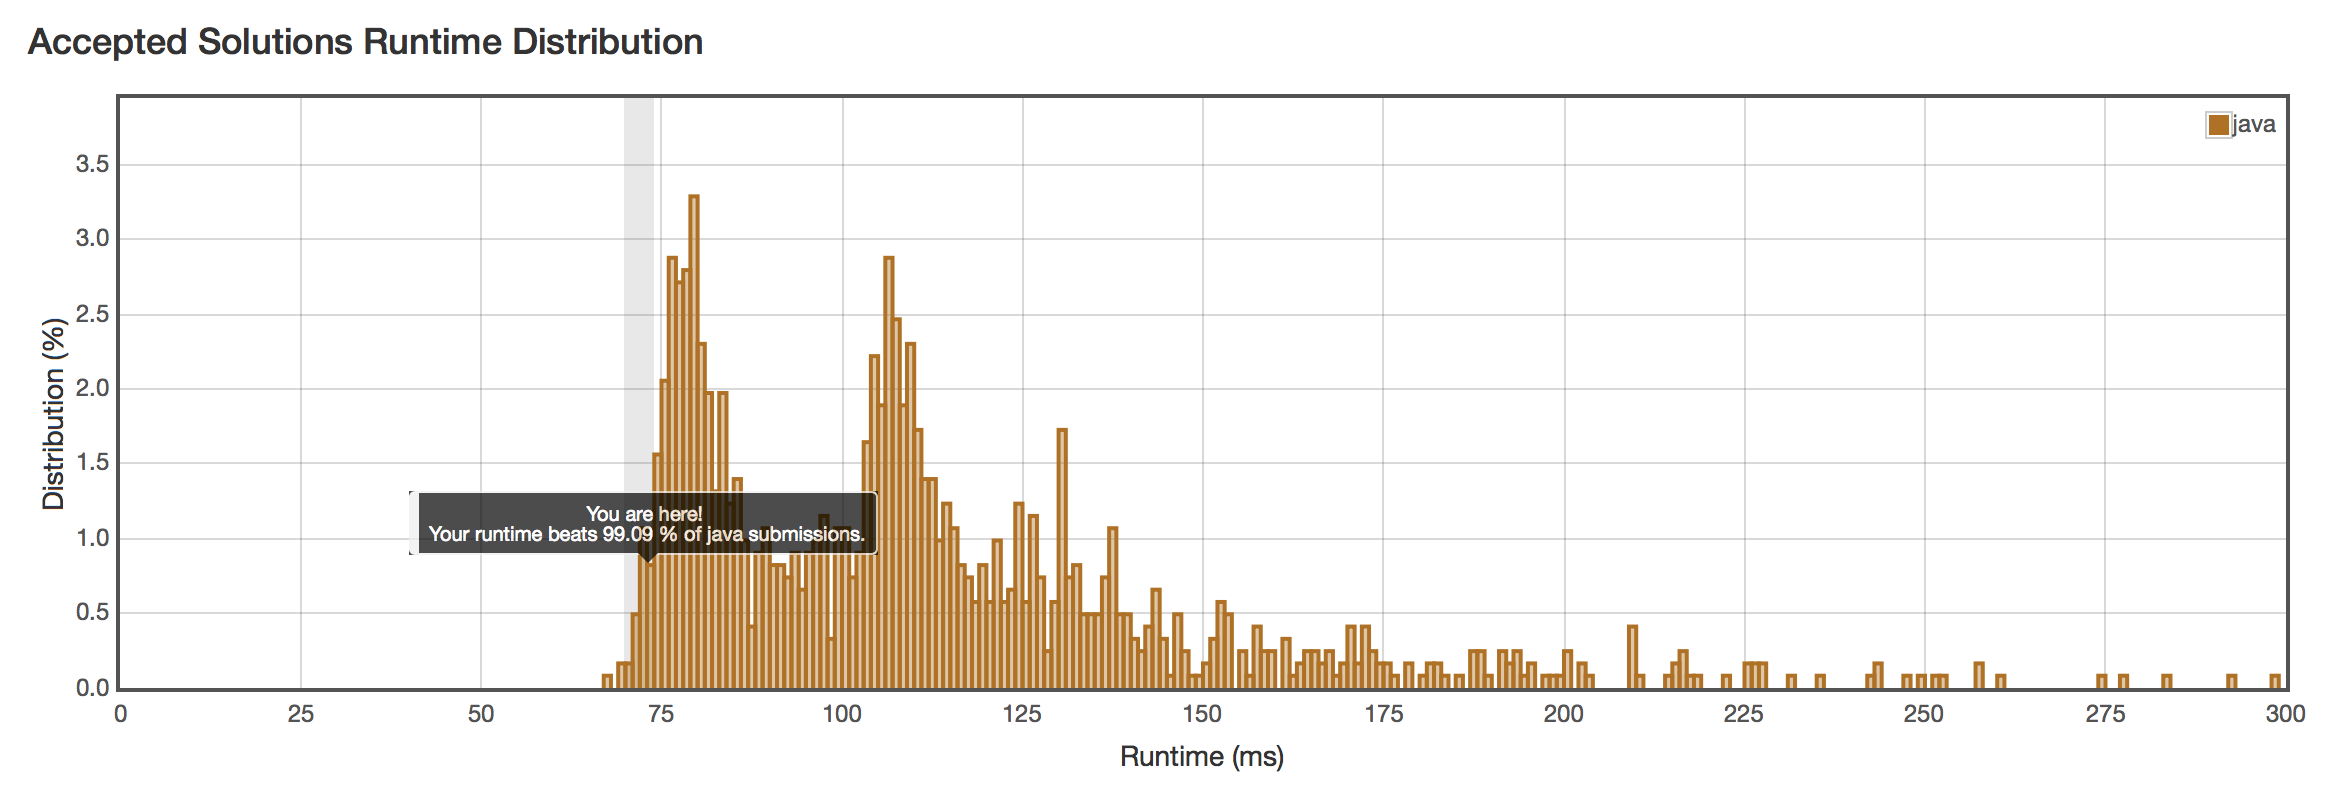 Accepted Solutions Runtime Distribution
java
3.5
3.0
2.5
2.0
1.5
1.0
0.5
0.0
Distribution (%)
You are here!
Your runtime beats 99.09 % of java submissions.
0 25 50 75 100 125 150 175 200 225 250 275 300
Runtime (ms)